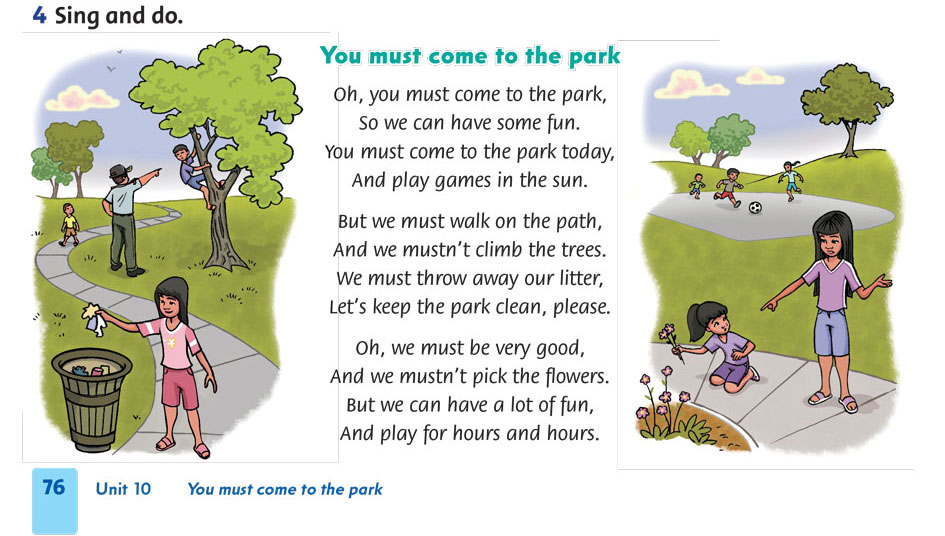 4 Sing and do.
You must come to the park
Oh, you must come to the park,
So we can have some fun.
You must come to the park today,
And play games in the sun.
But we must walk on the path,
And we mustn't climb the trees.
We must throw away our litter,
Let's keep the park clean, please.
Oh, we must be very good,
And we mustn't pick the flowers.
But we can have a lot of fun,
And play for hours and hours.
76 Unit 10 You must come to the park